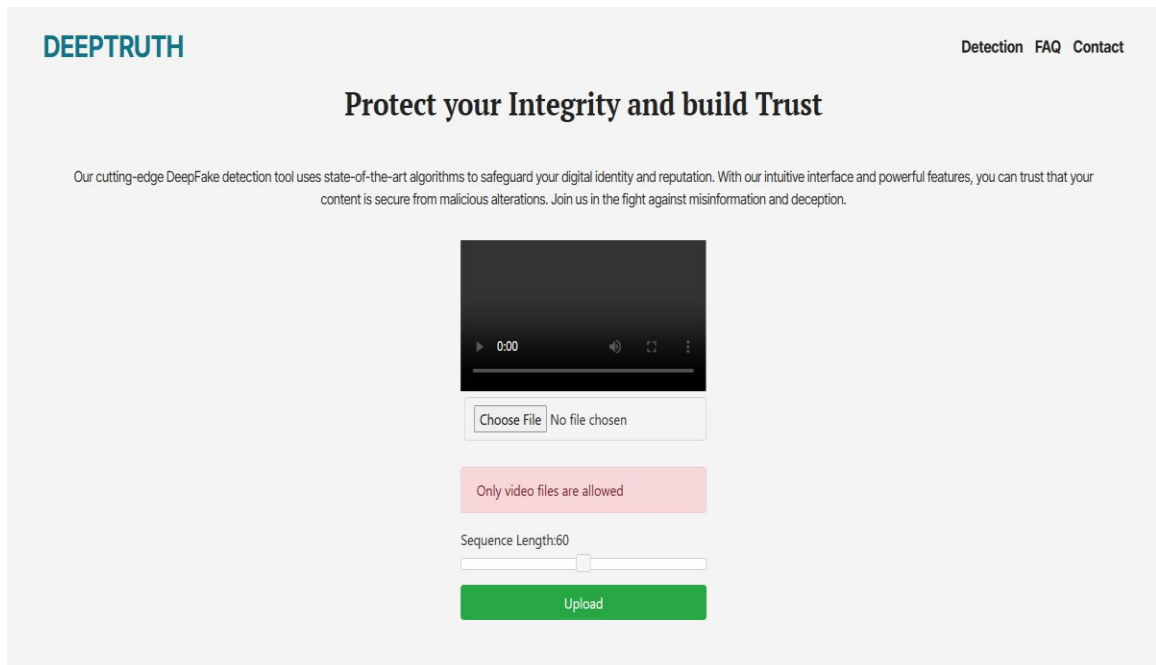 DEEPTRUTH
Detection FAQ Contact
Protect your Integrity and build Trust
Our cutting-edge DeepFake detection tool uses state-of-the-art algorithms to safeguard your digital identity and reputation. With our intuitive interface and powerful features, you can trust that your
content is secure from malicious alterations. Join us in the fight against misinformation and deception.
0:00
Choose File No file chosen
Only video files are allowed
Sequence Length:60
Upload